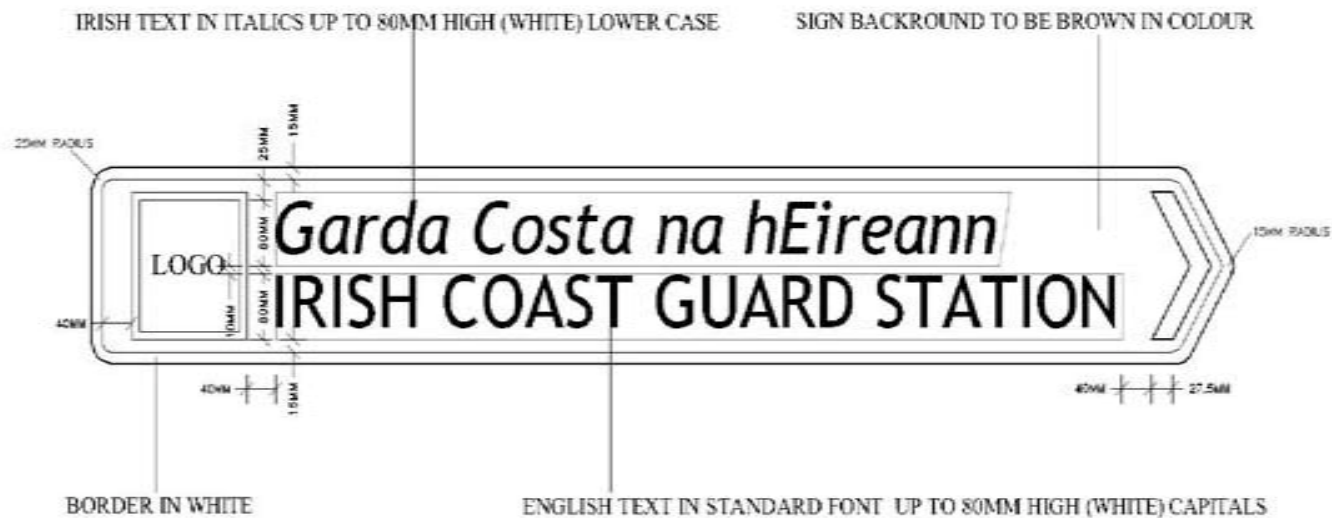 IRISH TEXT IN ITALICS UP TO 80MM HIGH (WHITE) LOWER CASE
SIGN BACKROUND TO BE BROWN IN COLOUR
15MM
25MM
25MM RADIUS
80MM
Garda Costa na hEireann
LOGO
15MM RADIUS
IRISH COAST GUARD STATION
80MM
10MM
40MM
40MM
15MM
40MM
27.5MM
BORDER IN WHITE
ENGLISH TEXT IN STANDARD FONT UP TO 80MM HIGH (WHITE) CAPITALS